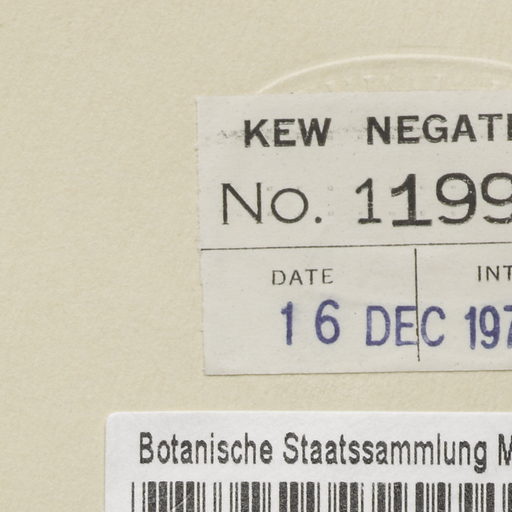 KEW NEGATI
No. 1199
DATE INT
16 DEC 197
Botanische Staatssammlung M